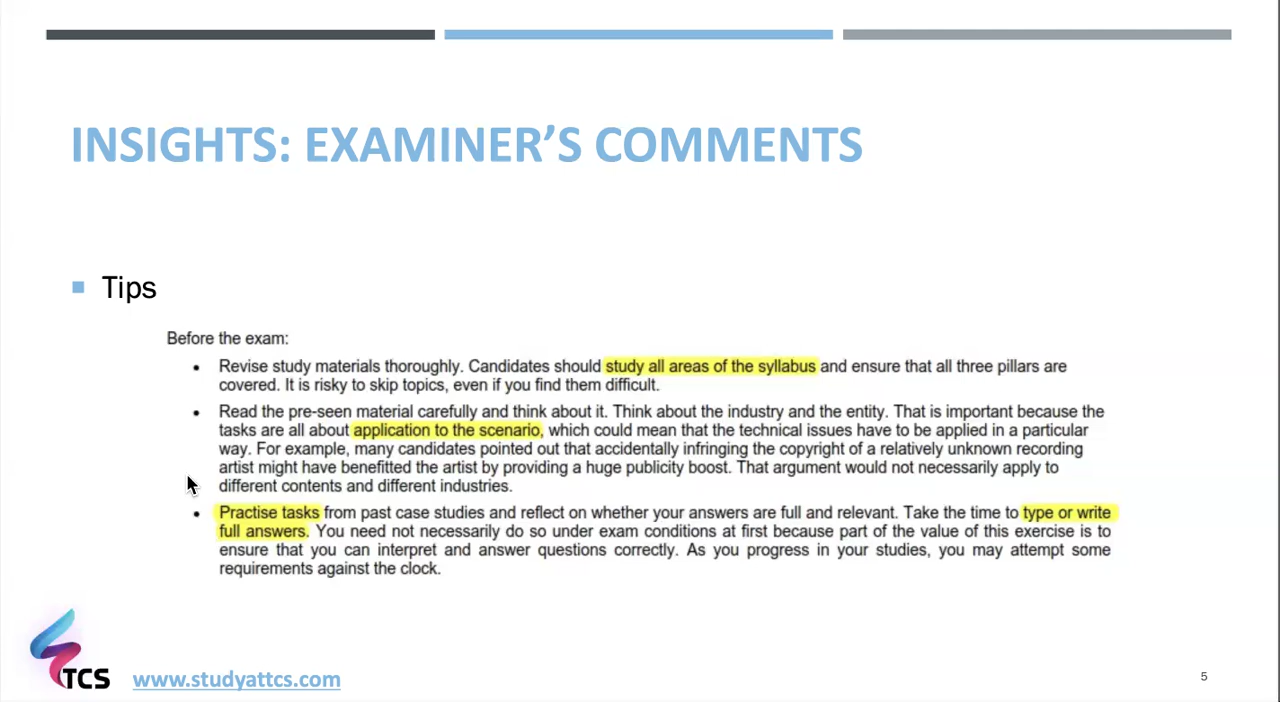 INSIGHTS: EXAMINER’S COMMENTS
Tips
Before the exam:
Revise study materials thoroughly. Candidates should study all areas of the syllabus and ensure that all three pillars are
covered. It is risky to skip topics, even if you find them difficult.
Read the pre-seen material carefully and think about it. Think about the industry and the entity. That is important because the
tasks are all about application to the scenario, which could mean that the technical issues have to be applied in a particular
way. For example, many candidates pointed out that accidentally infringing the copyright of a relatively unknown recording
artist might have benefitted the artist by providing a huge publicity boost. That argument would not necessarily apply to
different contents and different industries.
Practise tasks from past case studies and reflect on whether your answers are full and relevant. Take the time to type or write
full answers. You need not necessarily do so under exam conditions at first because part of the value of this exercise is to
ensure that you can interpret and answer questions correctly. As you progress in your studies, you may attempt some
requirements against the clock.
TCS
www.studyattcs.com
5